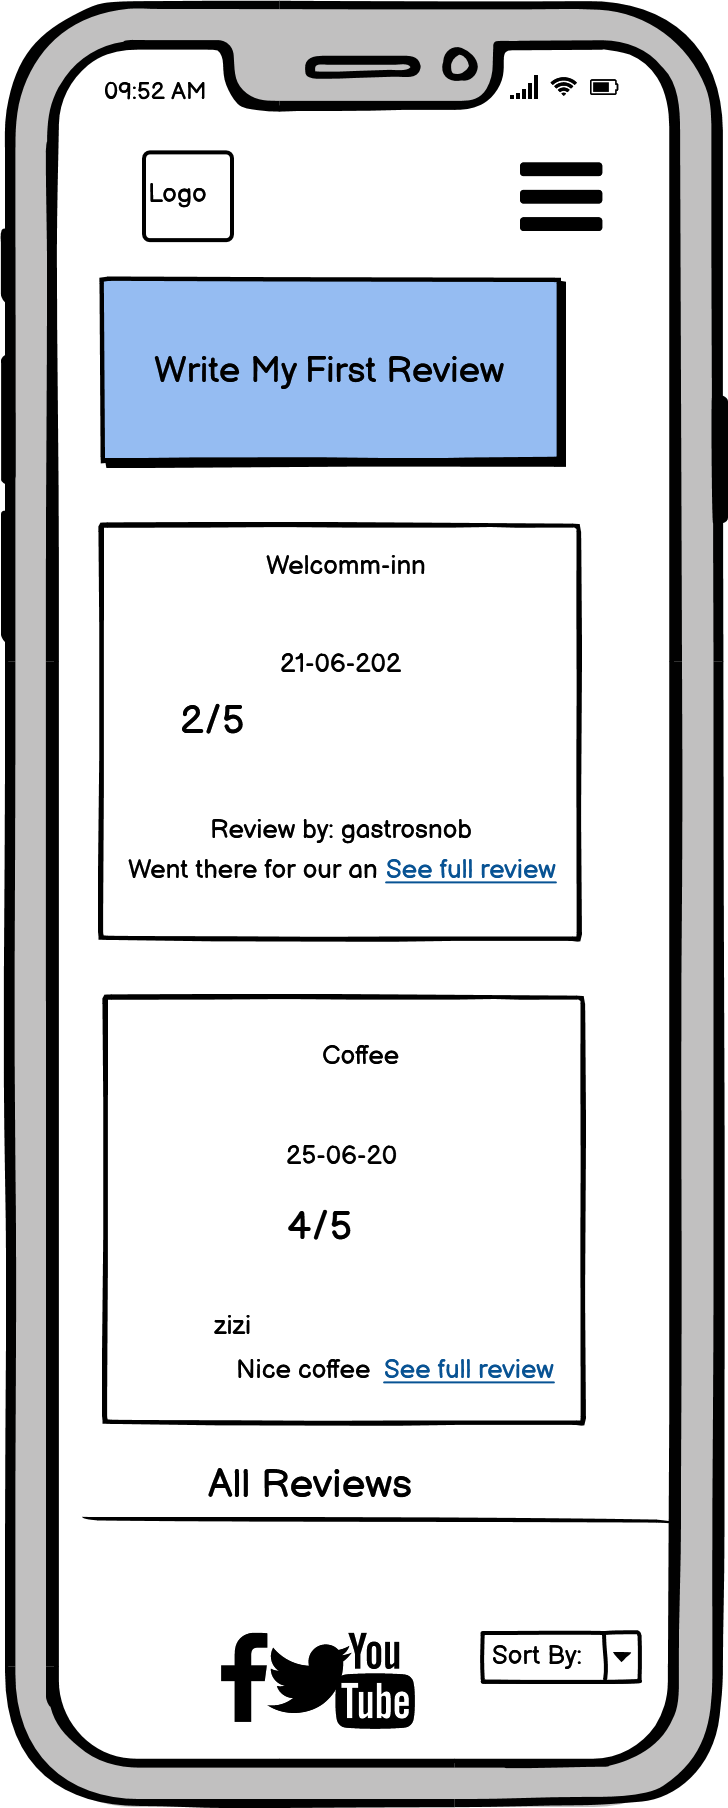 09:52 AM
Logo
Write My First Review
Welcomm-inn
21-06-202
2/5
Review by: gastrosnob
Went there for our an See full review
Coffee
25-06-20
4/5
zizi
Nice coffee See full review
All Reviews
Sort By:
f
You
Tube